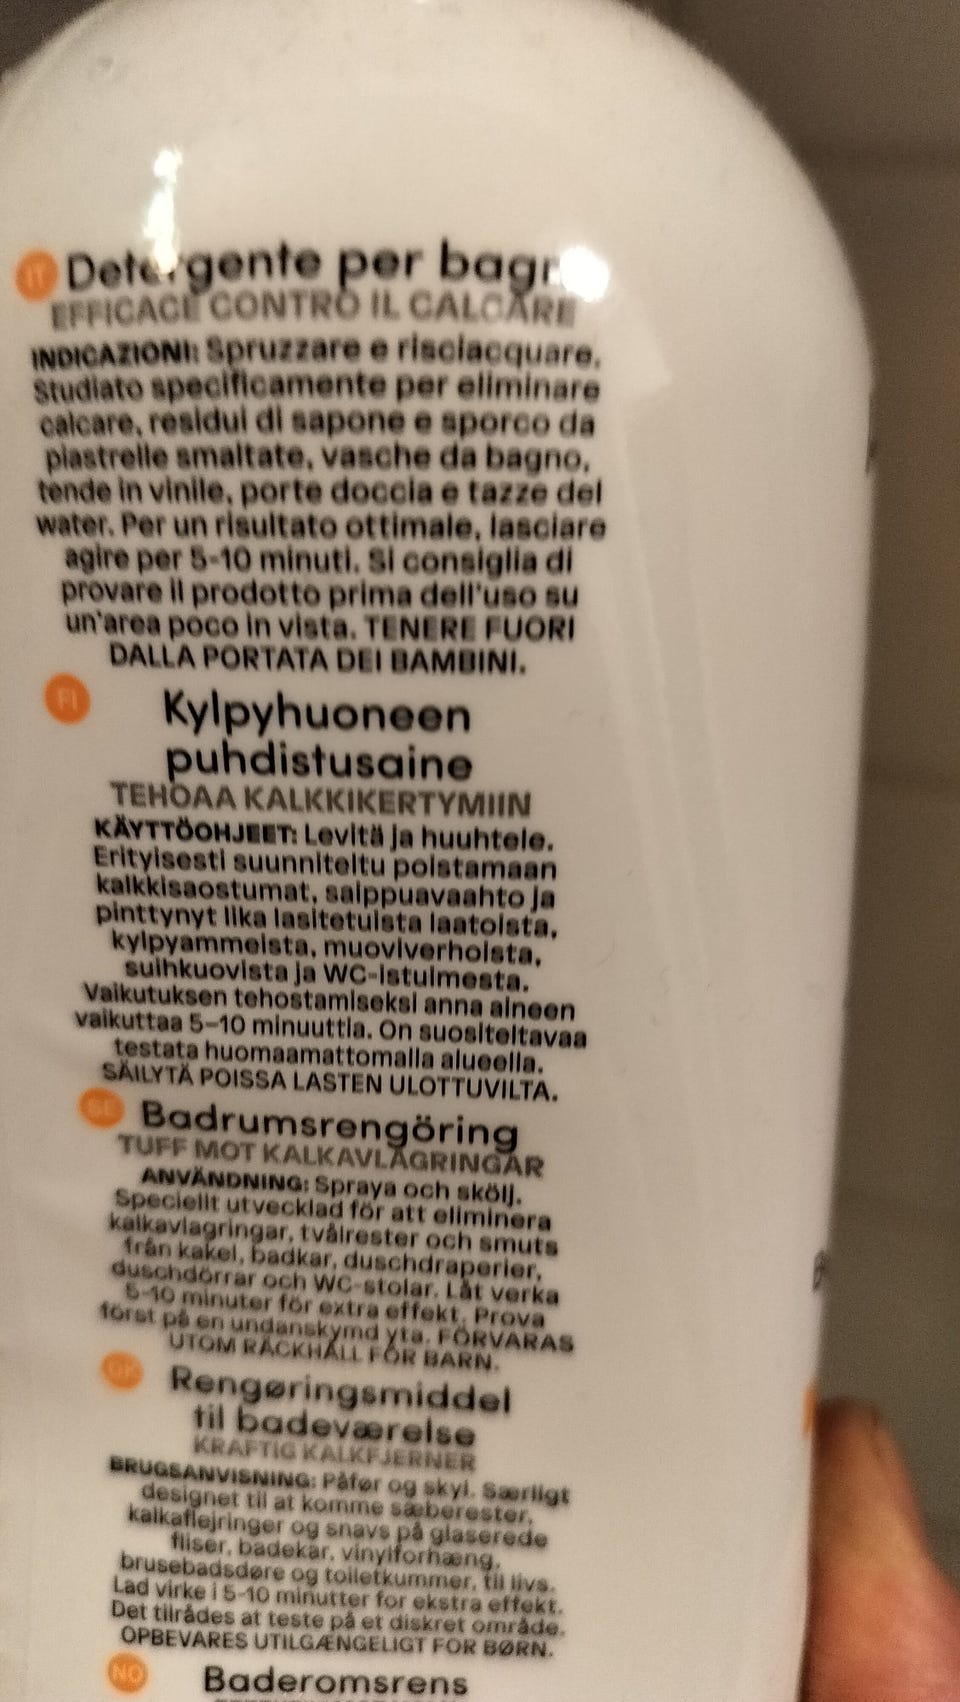 IT Detergente per bagn
EFFICACE CONTRO IL CALCARE
INDICAZIONI: Spruzzare e risciacquare.
Studiato specificamente per eliminare
calcare, residui di sapone e sporco da
piastrelle smaltate, vasche da bagno,
tende in vinile, porte doccia e tazze del
water. Per un risultato ottimale, lasciare
agire per 5-10 minuti. Si consiglia di
provare il prodotto prima dell'uso su
un'area poco in vista. TENERE FUORI
DALLA PORTATA DEI BAMBINI.
FI Kylpyhuoneen
puhdistusaine
TEHOAA KALKKIKERTYMIIN
KÄYTTÖOHJEET: Levitä ja huuhtele.
Erityisesti suunniteltu poistamaan
kalkkisaostumat, saippuavaahto ja
pinttynyt lika lasitetuista laatoista,
kylpyammeista, muoviverhoista,
suihkuovista ja WC-istuimesta.
Vaikutuksen tehostamiseksi anna aineen
vaikuttaa 5–10 minuuttia. On suositeltavaa
testata huomaamattomalla alueella.
SÄILYTÄ POISSA LASTEN ULOTTUVILTA.
SE Badrumsrengöring
TUFF MOT KALKAVLAGRINGAR
ANVÄNDNING: Spraya och skölj.
Speciellt utvecklad för att eliminera
kalkavlagringar, tvålrester och smuts
från kakel, badkar, duschdraperier,
duschdörrar och WC-stolar. Låt verka
5-10 minuter för extra effekt. Prova
först på en undanskymd yta. FÖRVARAS
UTOM RÄCKHÅLL FÖR BARN.
Rengøringsmiddel
til badeværelse
KRAFTIG KALKFJERNER
BRUGSANVISNING: Påfør og skyl. Særligt
designet til at komme sæberester,
kalkaflejringer og snavs på glaserede
fliser, badekar, vinylforhæng,
brusebadsdøre og toiletkummer, til livs.
Lad virke i 5-10 minutter for ekstra effekt.
Det tilrådes at teste på et diskret område.
OPBEVARES UTILGÆNGELIGT FOR BØRN.
NO Baderomsrens